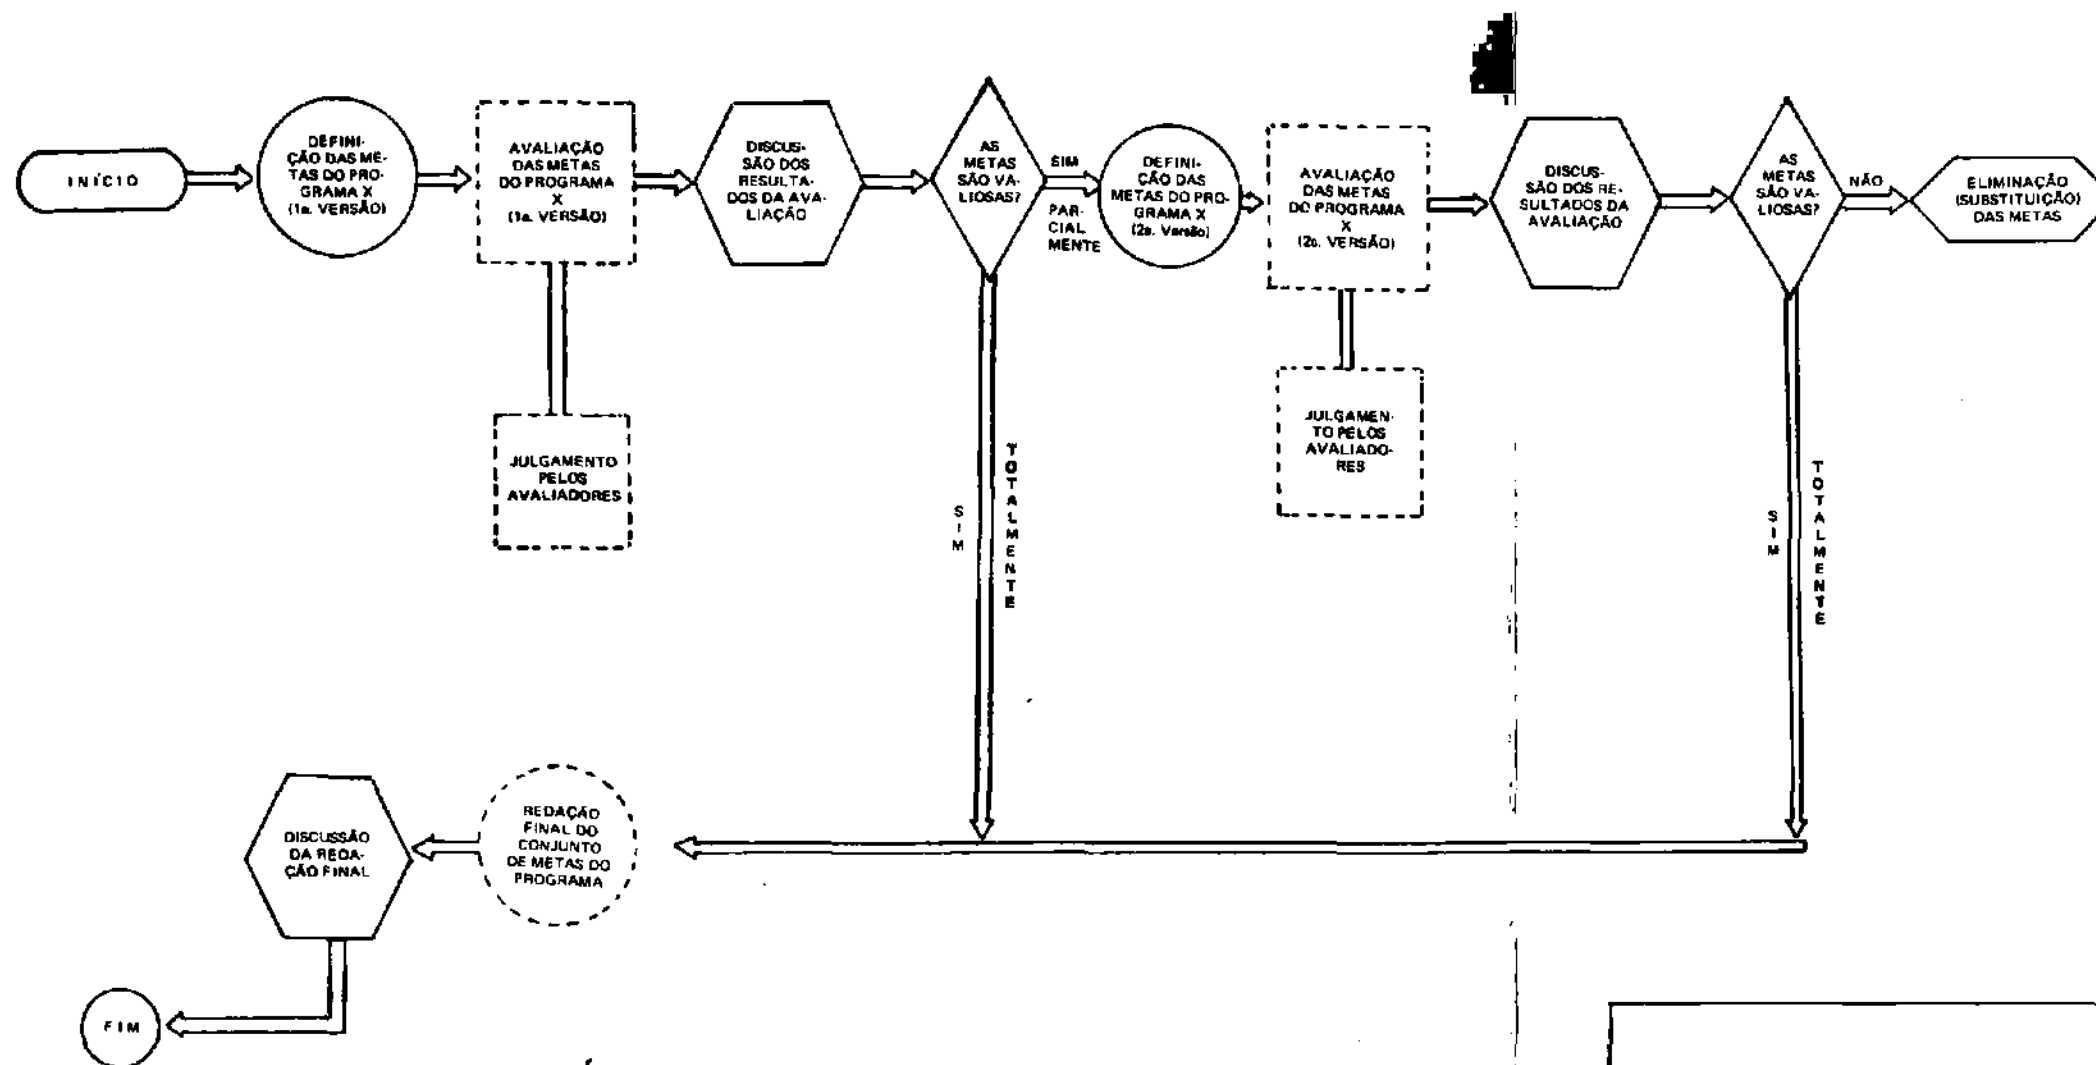 INÍCIO
DEFINI-
ÇÃO DAS ME-
TAS DO PRO-
GRAMA X
(1a. VERSÃO)
AVALIAÇÃO
DAS METAS
DO PROGRAMA
X
(1a. VERSÃO)
JULGAMENTO
PELOS
AVALIADORES
DISCUS-
SÃO DOS
RESULTA-
DOS DA AVA-
LIAÇÃO
AS
METAS
SÃO VA-
LIOSAS?
SIM
PAR-
CIAL
MENTE
SIM
TOTALMENTE
DEFINI-
ÇÃO DAS
METAS DO PRO-
GRAMA X
(2a. Versão)
AVALIAÇÃO
DAS METAS
DO PROGRAMA
X
(2a. VERSÃO)
JULGAMEN-
TO PELOS
AVALIADO-
RES
DISCUS-
SÃO DOS RE-
SULTADOS DA
AVALIAÇÃO
AS
METAS
SÃO VA-
LIOSAS?
NÃO
SIM
TOTALMENTE
ELIMINAÇÃO
(SUBSTITUIÇÃO)
DAS METAS
REDAÇÃO
FINAL DO
CONJUNTO
DE METAS DO
PROGRAMA
DISCUSSÃO
DA REDA-
ÇÃO FINAL
FIM